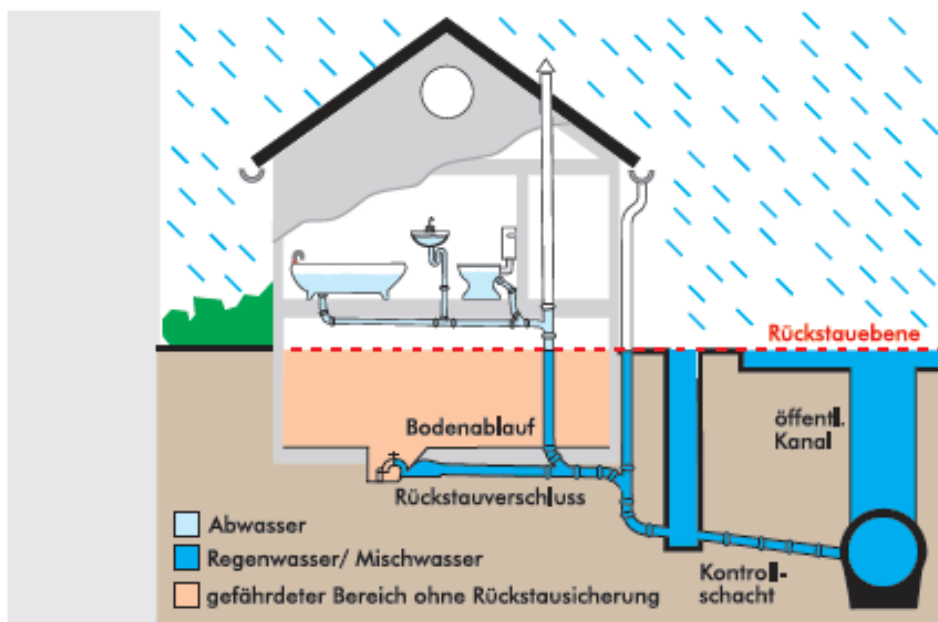 Rückstauebene
öffentl.
Kanal
Bodenablauf
Rückstauverschluss
Abwasser
Regenwasser/ Mischwasser
gefährdeter Bereich ohne Rückstausicherung
Kontroll-
schacht